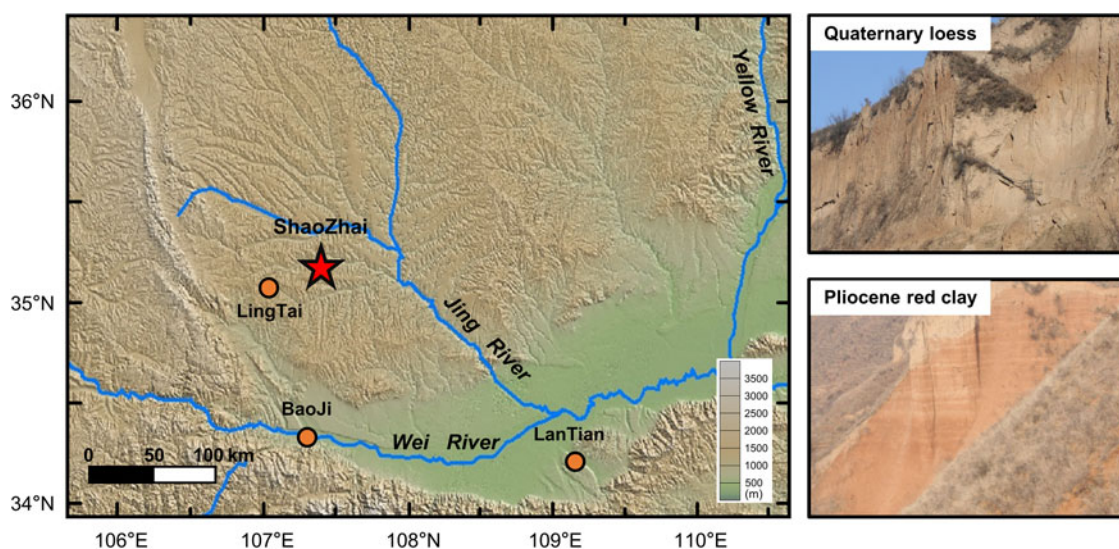 36°N
35°N
34°N
106°E
107°E
108°N
109°E
110°E
Yellow River
ShaoZhai
LingTai
Jing River
BaoJi
Wei River
LanTian
0 50 100 km
3500
3000
2500
2000
1500
1000
500
(m)
Quaternary loess
Pliocene red clay